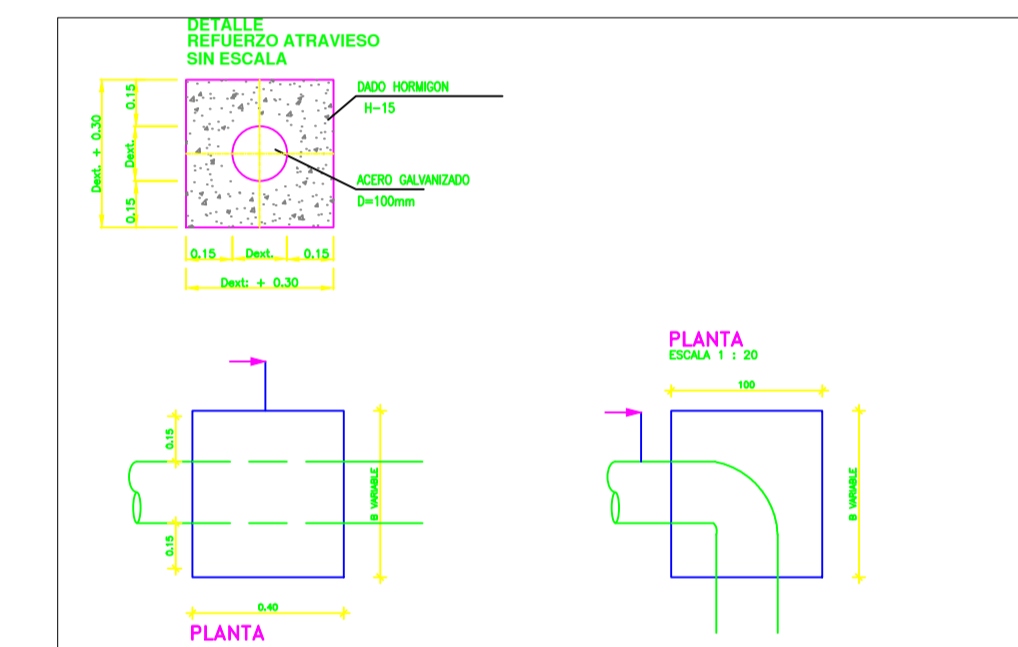 DETALLE
REFUERZO ATRAVIESO
SIN ESCALA
DADO HORMIGON
H-15
ACERO GALVANIZADO
D=100mm
0.15
Dext.
0.15
Dext. + 0.30
0.15
Dext.
0.15
Dext: + 0.30
PLANTA
ESCALA 1 : 20
100
0.15
0.15
B VARIABLE
0.40
PLANTA
B VARIABLE